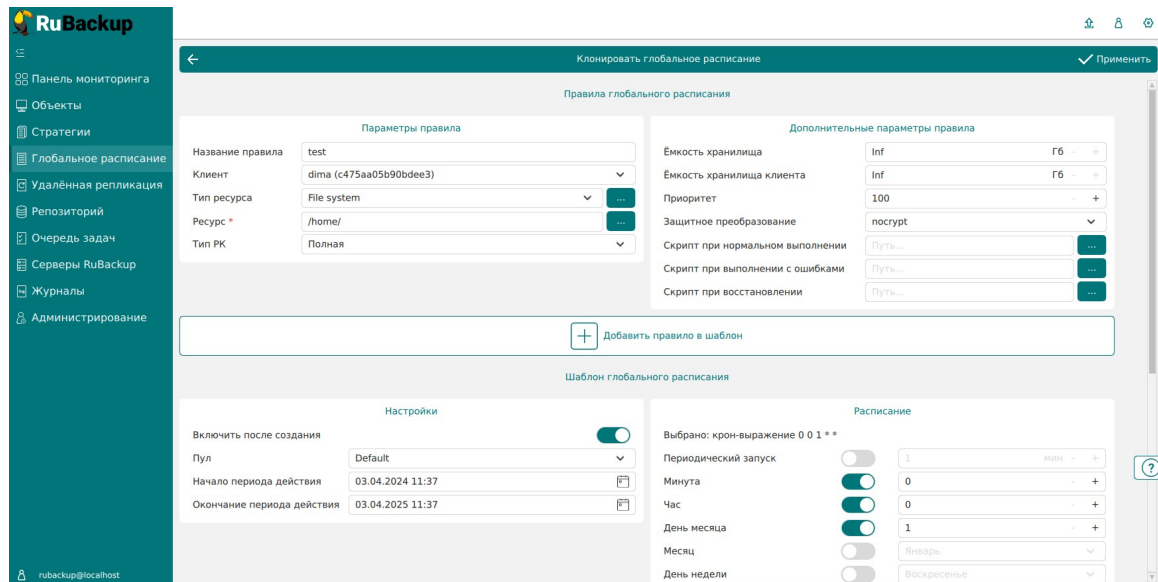 RuBackup
Панель мониторинга
Объекты
Стратегии
Глобальное расписание
Удалённая репликация
Репозиторий
Очередь задач
Серверы RuBackup
Журналы
Администрирование
rubackup@localhost
Клонировать глобальное расписание
Применить
Правила глобального расписания
Параметры правила
Название правила test
Клиент dima (c475aa05b90bdee3)
Тип ресурса File system ...
Ресурс * /home/ ...
Тип РК Полная
Дополнительные параметры правила
Ёмкость хранилища Inf Гб - +
Ёмкость хранилища клиента Inf Гб - +
Приоритет 100 - +
Защитное преобразование nocrypt
Скрипт при нормальном выполнении Путь... ...
Скрипт при выполнении с ошибками Путь... ...
Скрипт при восстановлении Путь... ...
+ Добавить правило в шаблон
Шаблон глобального расписания
Настройки
Включить после создания
Пул Default
Начало периода действия 03.04.2024 11:37
Окончание периода действия 03.04.2025 11:37
Расписание
Выбрано: крон-выражение 0 0 1 * *
Периодический запуск 1 мин - +
Минута 0 - +
Час 0 - +
День месяца 1 - +
Месяц Январь
День недели Воскресенье
?